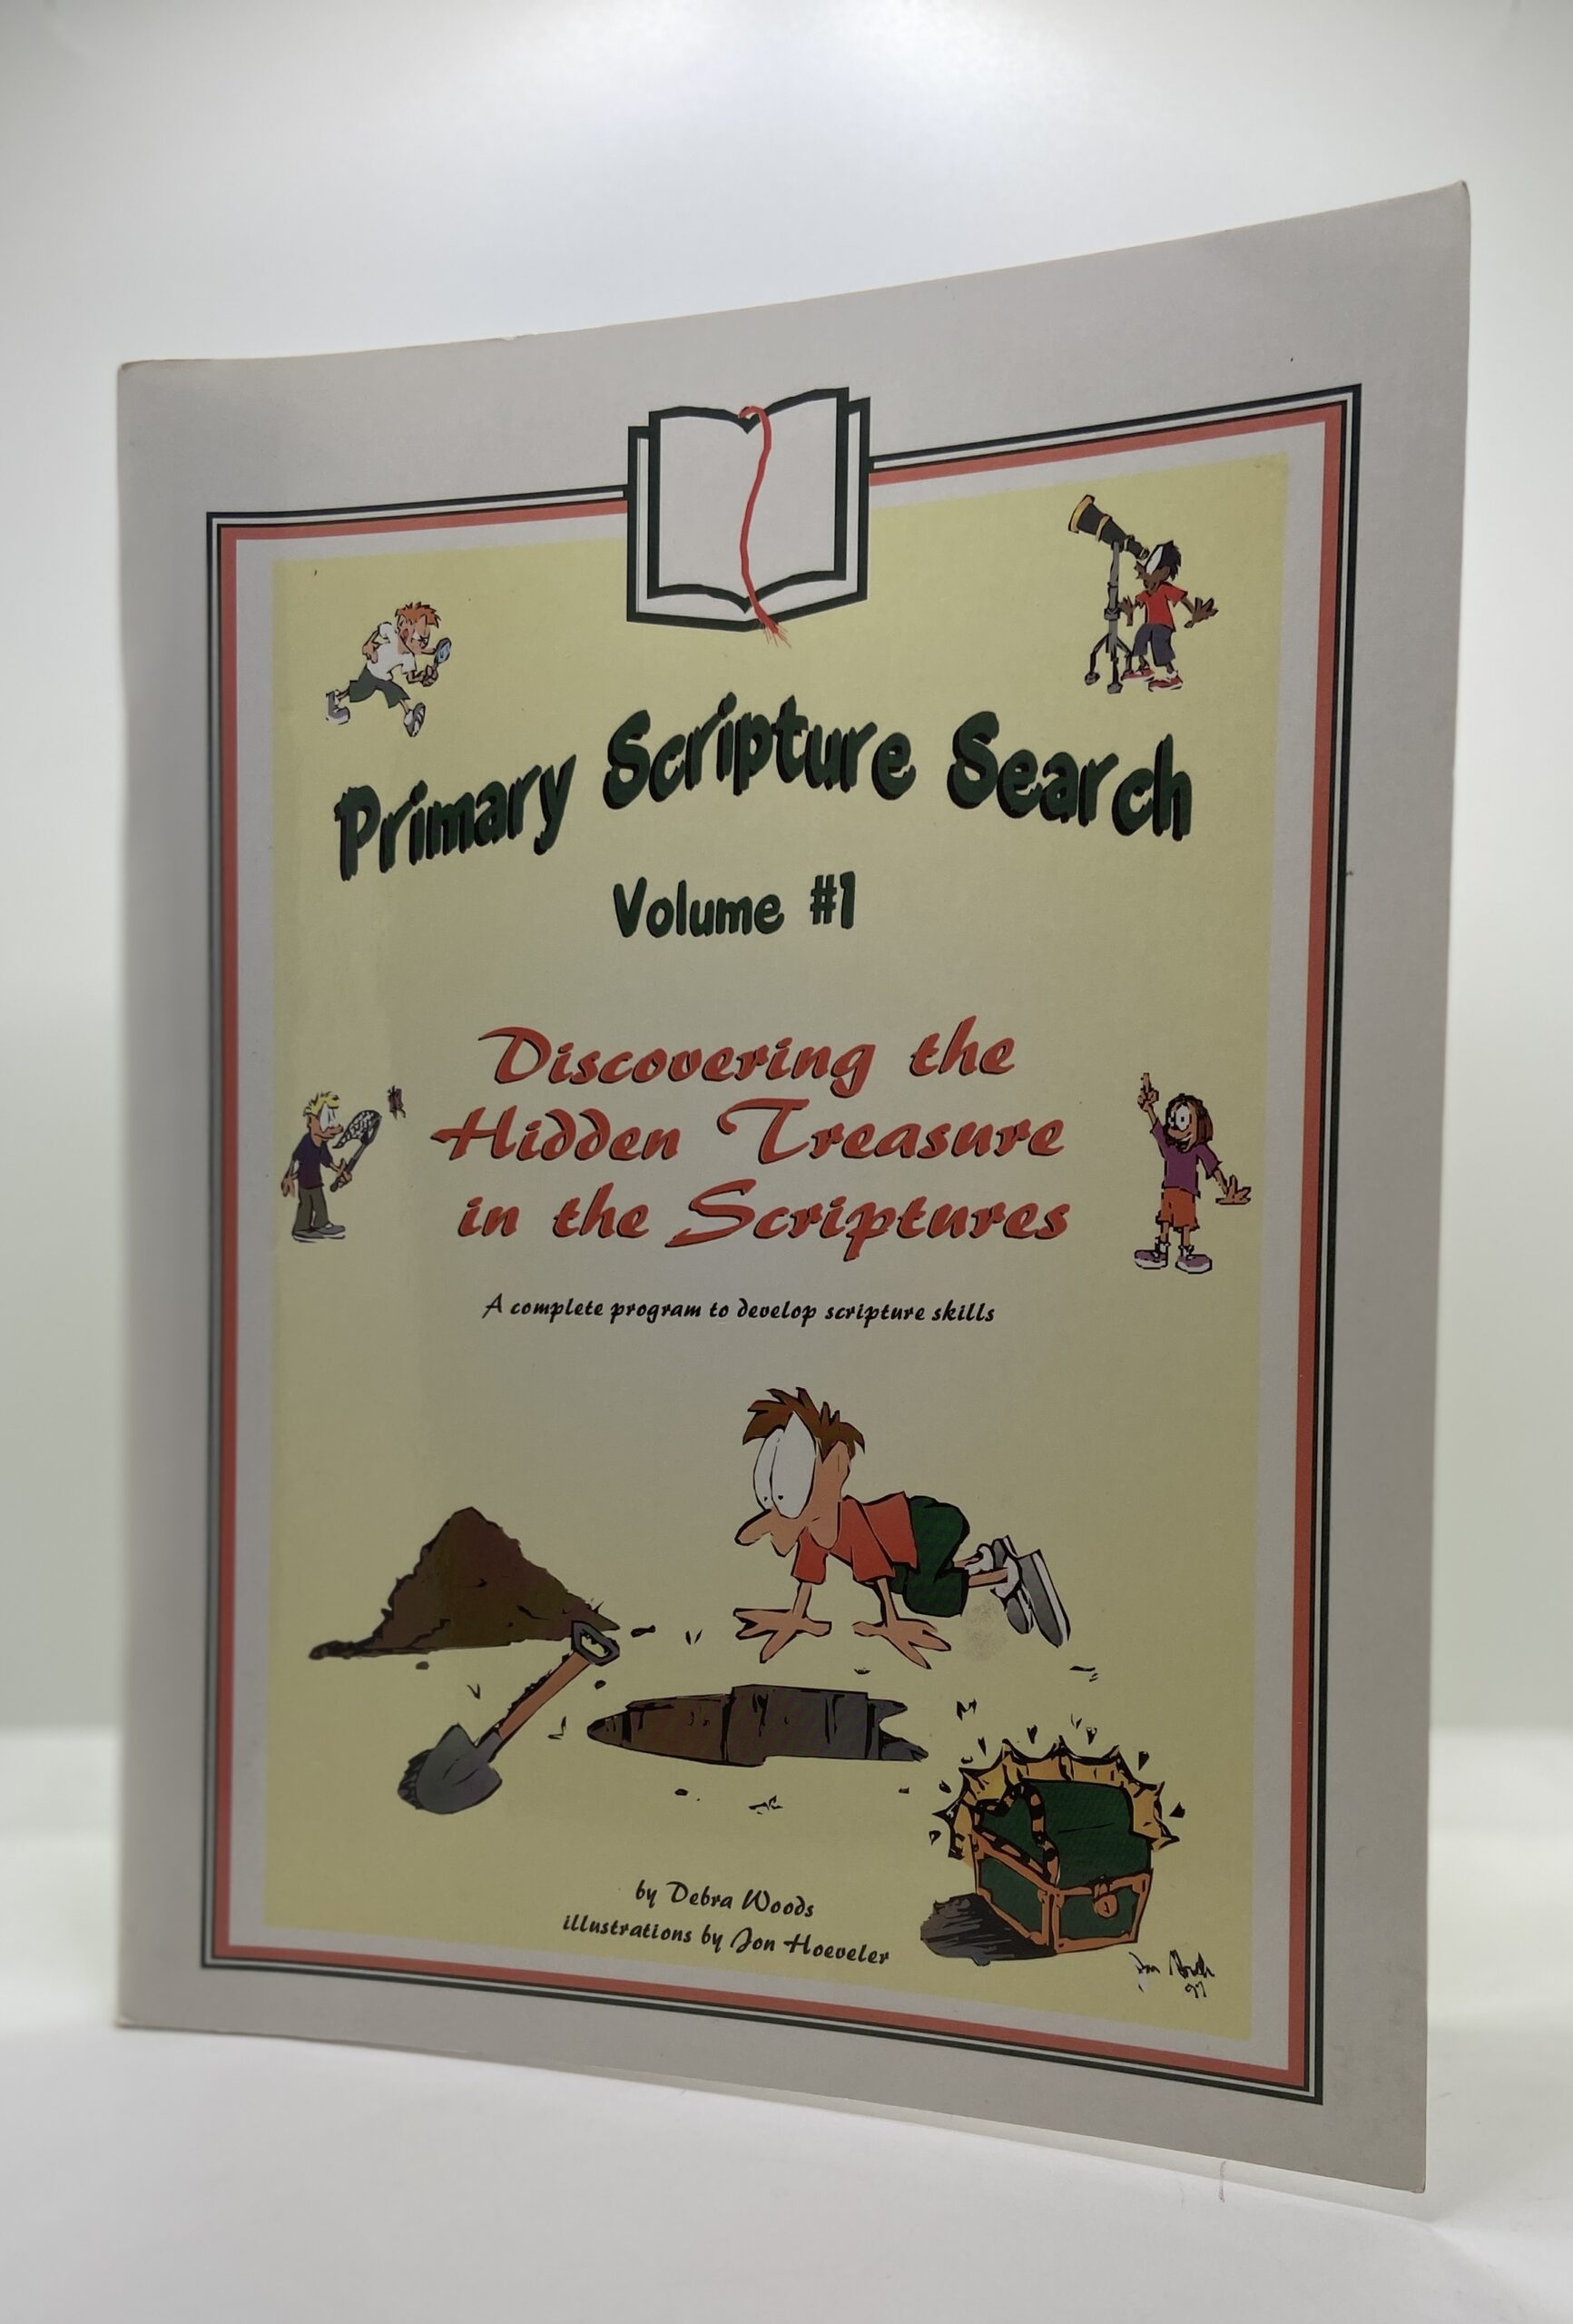 Primary Scripture Search
Volume #1
Discovering the
Hidden Treasure
in the Scriptures
A complete program to develop scripture skills
by Debra Woods
illustrations by Jon Hoeveler